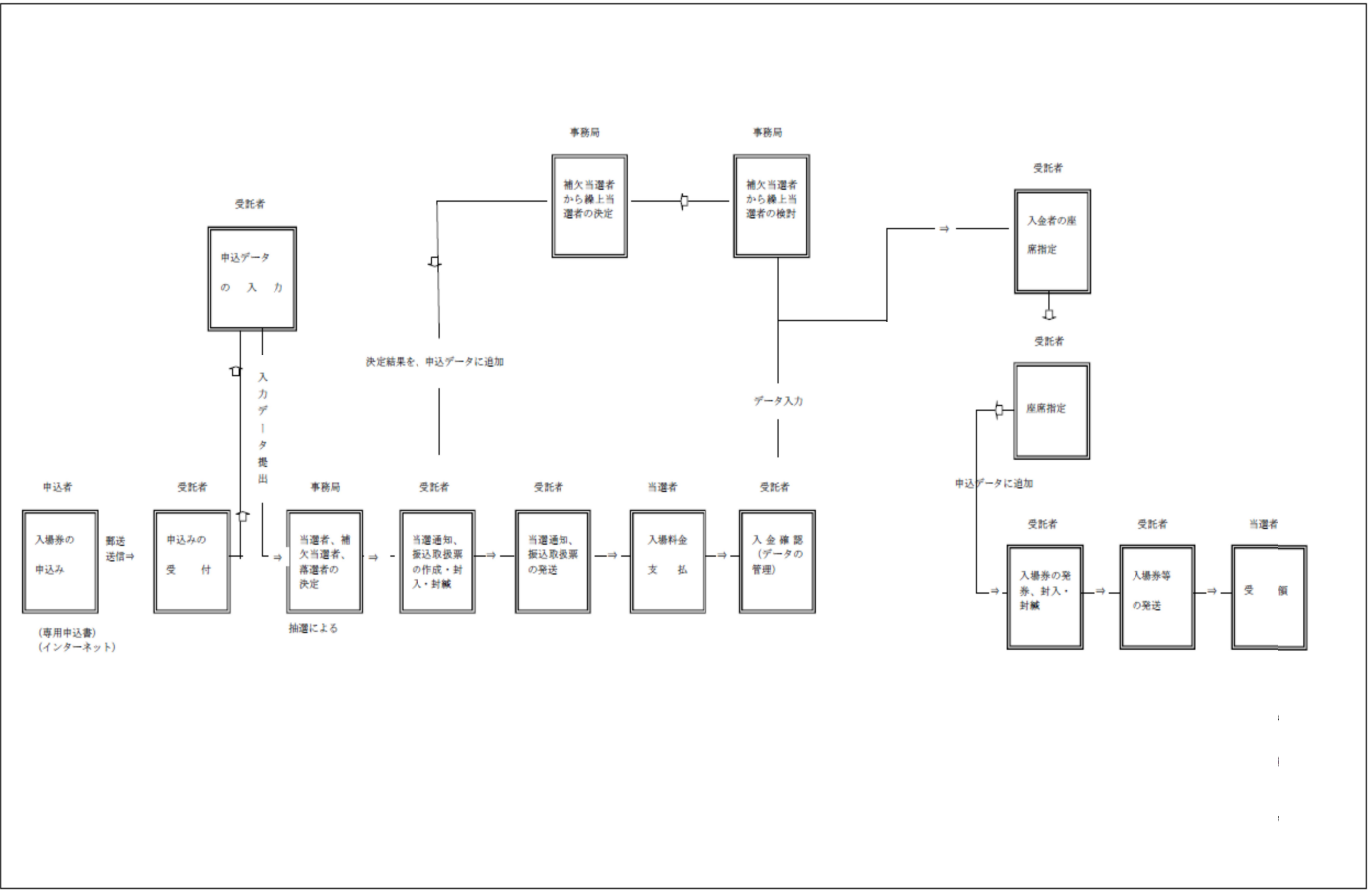 事務局
補欠当選者
から繰上当
選者の決定
事務局
補欠当選者
から繰上当
選者の検討
受託者
入金者の座
席指定
受託者
申込データ
の入力
受託者
座席指定
決定結果を、申込データに追加
データ入力
入力データ提出
申込データに追加
申込者
入場券の
申込み
(専用申込書)
(インターネット)
郵送
送信⇒
受託者
申込みの
受付
⇒
事務局
当選者、補
欠当選者、
落選者の
決定
抽選による
⇒
受託者
当選通知、
振込取扱票
の作成・封
入・封緘
⇒
受託者
当選通知、
振込取扱票
の発送
⇒
当選者
入場料金
支払
⇒
受託者
入金確認
(データの
管理)
⇒
⇒
受託者
入場券の発
券、封入・
封緘
⇒
受託者
入場券等
の発送
⇒
当選者
受領